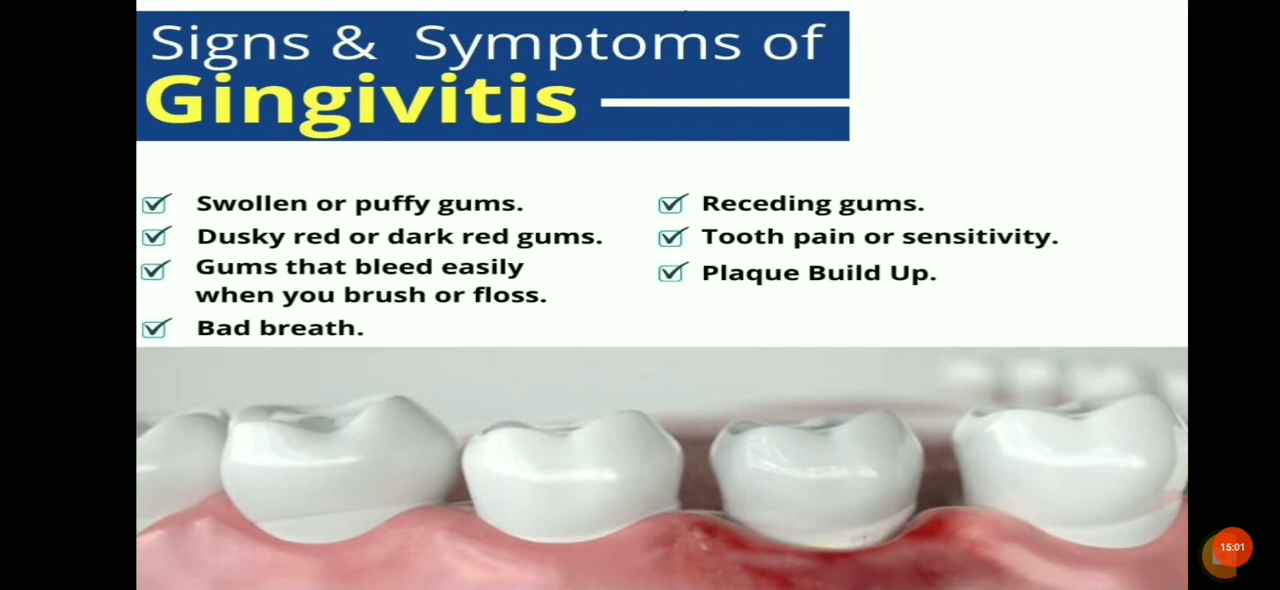 Signs & Symptoms of
Gingivitis
Swollen or puffy gums.
Dusky red or dark red gums.
Gums that bleed easily
when you brush or floss.
Bad breath.
Receding gums.
Tooth pain or sensitivity.
Plaque Build Up.
15:01